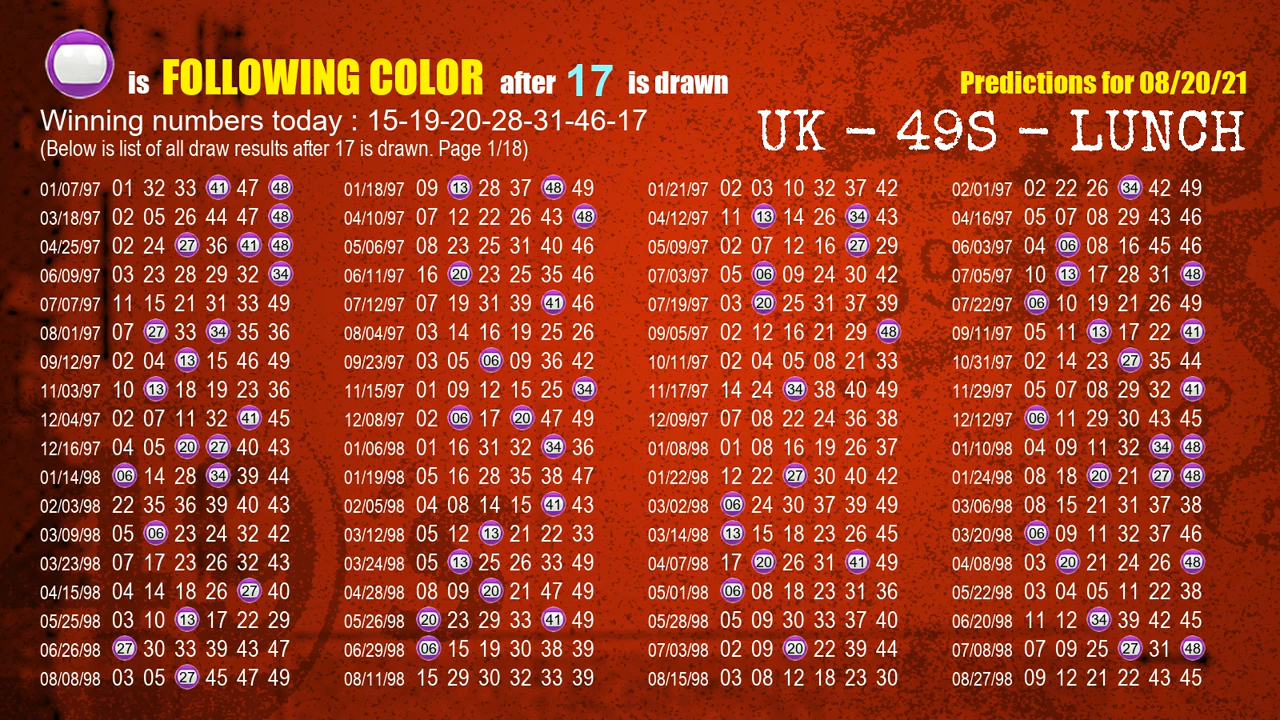 is FOLLOWING COLOR after 17 is drawn
Predictions for 08/20/21
Winning numbers today : 15-19-20-28-31-46-17
UK - 49S - LUNCH
(Below is list of all draw results after 17 is drawn. Page 1/18)
01/07/97 01 32 33 41 47 48 01/18/97 09 13 28 37 48 49 01/21/97 02 03 10 32 37 42 02/01/97 02 22 26 34 42 49
03/18/97 02 05 26 44 47 48 04/10/97 07 12 22 26 43 48 04/12/97 11 13 14 26 34 43 04/16/97 05 07 08 29 43 46
04/25/97 02 24 27 36 41 48 05/06/97 08 23 25 31 40 46 05/09/97 02 07 12 16 27 29 06/03/97 04 06 08 16 45 46
06/09/97 03 23 28 29 32 34 06/11/97 16 20 23 25 35 46 07/03/97 05 06 09 24 30 42 07/05/97 10 13 17 28 31 48
07/07/97 11 15 21 31 33 49 07/12/97 07 19 31 39 41 46 07/19/97 03 20 25 31 37 39 07/22/97 06 10 19 21 26 49
08/01/97 07 27 33 34 35 36 08/04/97 03 14 16 19 25 26 09/05/97 02 12 16 21 29 48 09/11/97 05 11 13 17 22 41
09/12/97 02 04 13 15 46 49 09/23/97 03 05 06 09 36 42 10/11/97 02 04 05 08 21 33 10/31/97 02 14 23 27 35 44
11/03/97 10 13 18 19 23 36 11/15/97 01 09 12 15 25 34 11/17/97 14 24 34 38 40 49 11/29/97 05 07 08 29 32 41
12/04/97 02 07 11 32 41 45 12/08/97 02 06 17 20 47 49 12/09/97 07 08 22 24 36 38 12/12/97 06 11 29 30 43 45
12/16/97 04 05 20 27 40 43 01/06/98 01 16 31 32 34 36 01/08/98 01 08 16 19 26 37 01/10/98 04 09 11 32 34 48
01/14/98 06 14 28 34 39 44 01/19/98 05 16 28 35 38 47 01/22/98 12 22 27 30 40 42 01/24/98 08 18 20 21 27 48
02/03/98 22 35 36 39 40 43 02/05/98 04 08 14 15 41 43 03/02/98 06 24 30 37 39 49 03/06/98 08 15 21 31 37 38
03/09/98 05 06 23 24 32 42 03/12/98 05 12 13 21 22 33 03/14/98 13 15 18 23 26 45 03/20/98 06 09 11 32 37 46
03/23/98 07 17 23 26 32 43 03/24/98 05 13 25 26 33 49 04/07/98 17 20 26 31 41 49 04/08/98 03 20 21 24 26 48
04/15/98 04 14 18 26 27 40 04/28/98 08 09 20 21 47 49 05/01/98 06 08 18 23 31 36 05/22/98 03 04 05 11 22 38
05/25/98 03 10 13 17 22 29 05/26/98 20 23 29 33 41 49 05/28/98 05 09 30 33 37 40 06/20/98 11 12 34 39 42 45
06/26/98 27 30 33 39 43 47 06/29/98 06 15 19 30 38 39 07/03/98 02 09 20 22 39 44 07/08/98 07 09 25 27 31 48
08/08/98 03 05 27 45 47 49 08/11/98 15 29 30 32 33 39 08/15/98 03 08 12 18 23 30 08/27/98 09 12 21 22 43 45